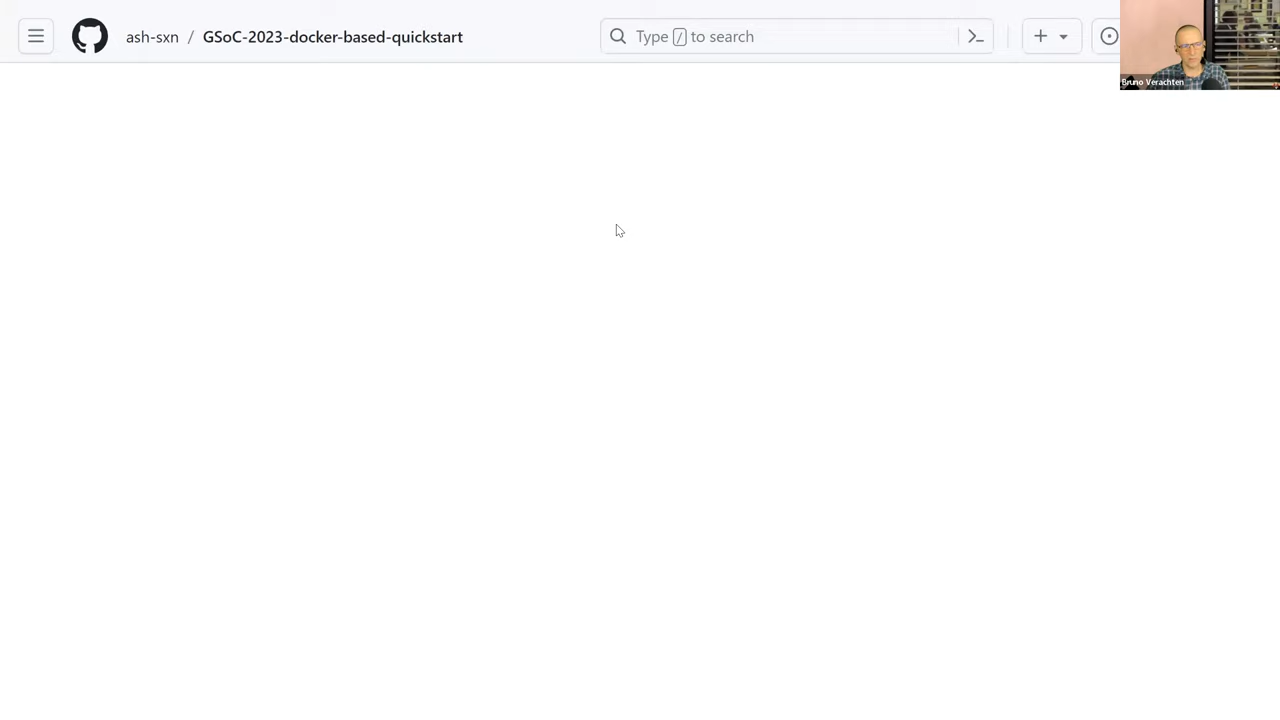 ash-sxn / GSoC-2023-docker-based-quickstart
Type / to search
Bruno Verachten